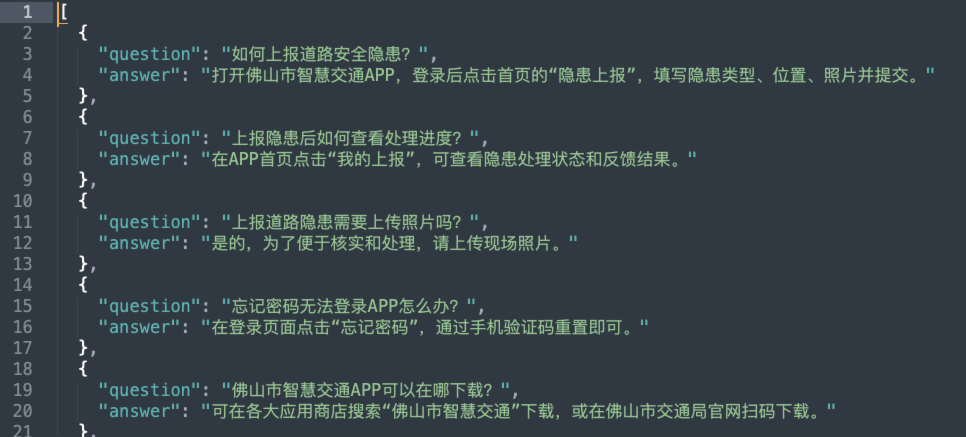 1 [
2 {
3 "question": "如何上报道路安全隐患？",
4 "answer": "打开佛山市智慧交通APP，登录后点击首页的“隐患上报”，填写隐患类型、位置、照片并提交。"
5 },
6 {
7 "question": "上报隐患后如何查看处理进度？",
8 "answer": "在APP首页点击“我的上报”，可查看隐患处理状态和反馈结果。"
9 },
10 {
11 "question": "上报道路隐患需要上传照片吗？",
12 "answer": "是的，为了便于核实和处理，请上传现场照片。"
13 },
14 {
15 "question": "忘记密码无法登录APP怎么办？",
16 "answer": "在登录页面点击“忘记密码”，通过手机验证码重置即可。"
17 },
18 {
19 "question": "佛山市智慧交通APP可以在哪下载？",
20 "answer": "可在各大应用商店搜索“佛山市智慧交通”下载，或在佛山市交通局官网扫码下载。"
21 },